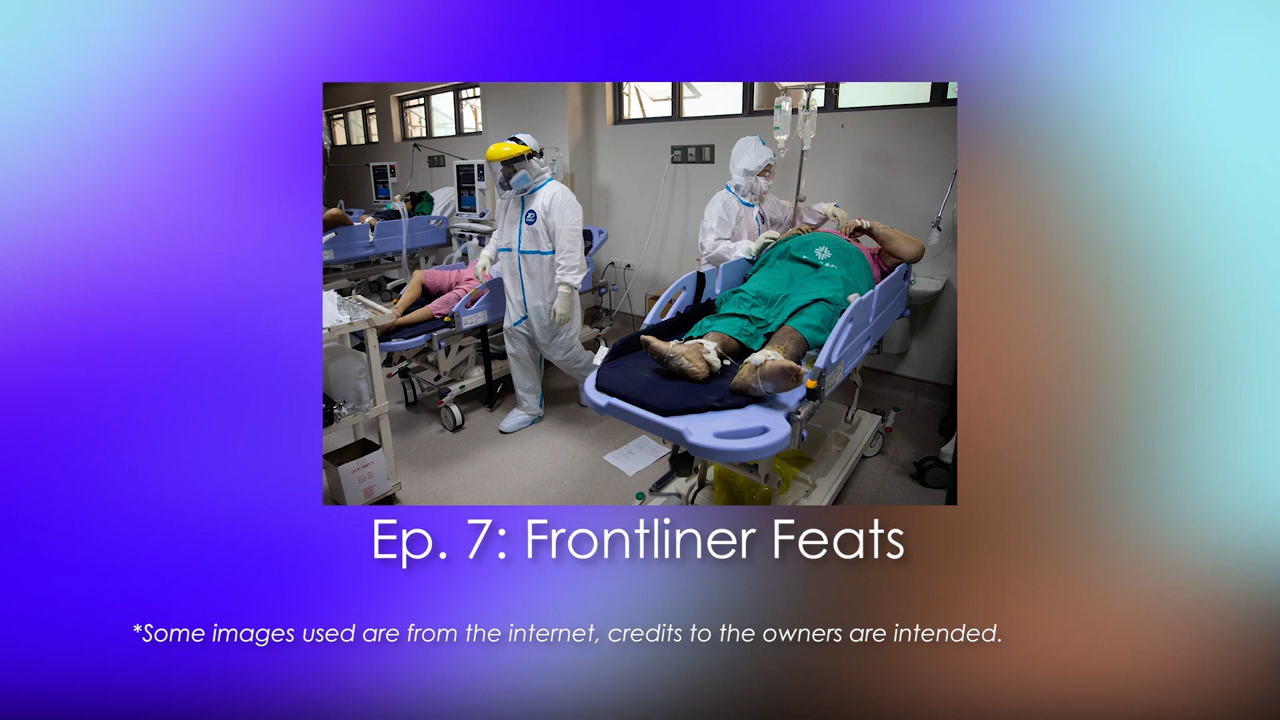 Ep. 7: Frontliner Feats
*Some images used are from the internet, credits to the owners are intended.